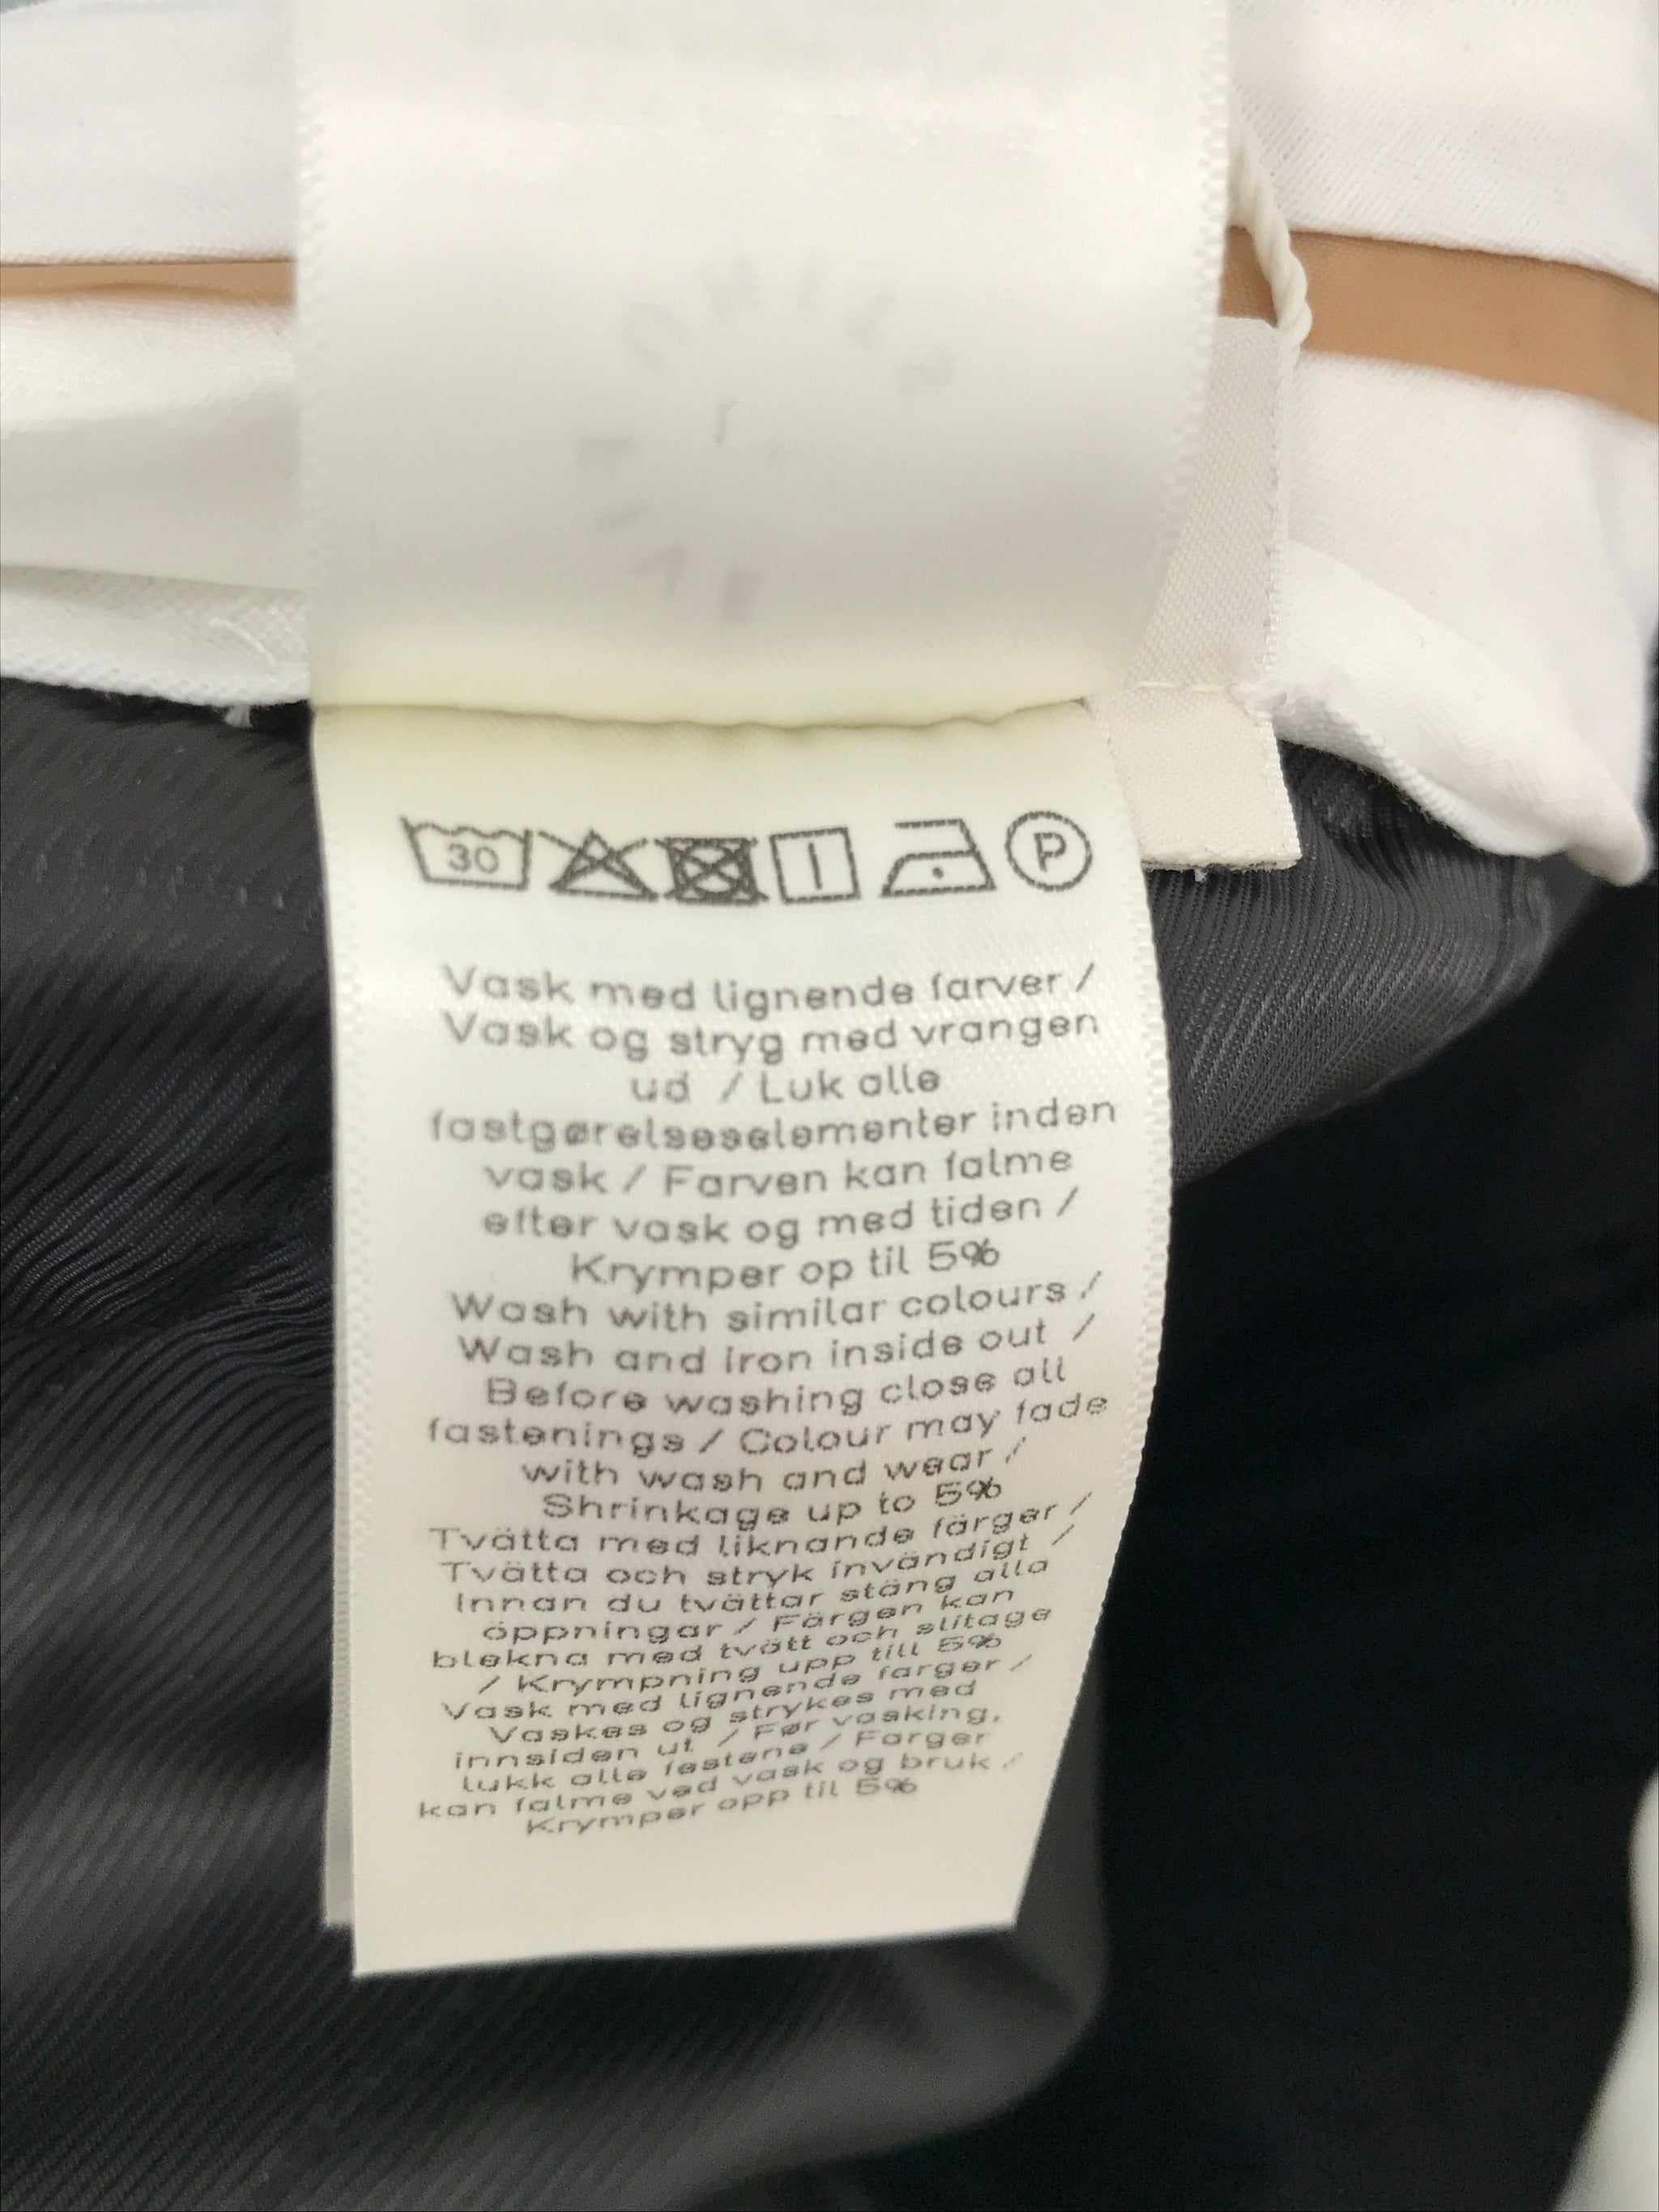 30
P
Vask med lignende farver /
Vask og stryg med vrangen
ud / Luk alle
fastgørelseselementer inden
vask / Farven kan falme
efter vask og med tiden /
Krymper op til 5%
Wash with similar colours /
Wash and iron inside out /
Before washing close all
fastenings / Colour may fade
with wash and wear /
Shrinkage up to 5%
Tvätta med liknande färger /
Tvätta och stryk invändigt /
Innan du tvättar stäng alla
öppningar / Färgen kan
blekna med tvätt och slitage
/ Krympning upp till 5%
Vask med lignende farger /
Vaskes og strykes med
innsiden ut / Før vasking,
lukk alle festene / Farger
kan falme ved vask og bruk /
Krymper opp til 5%